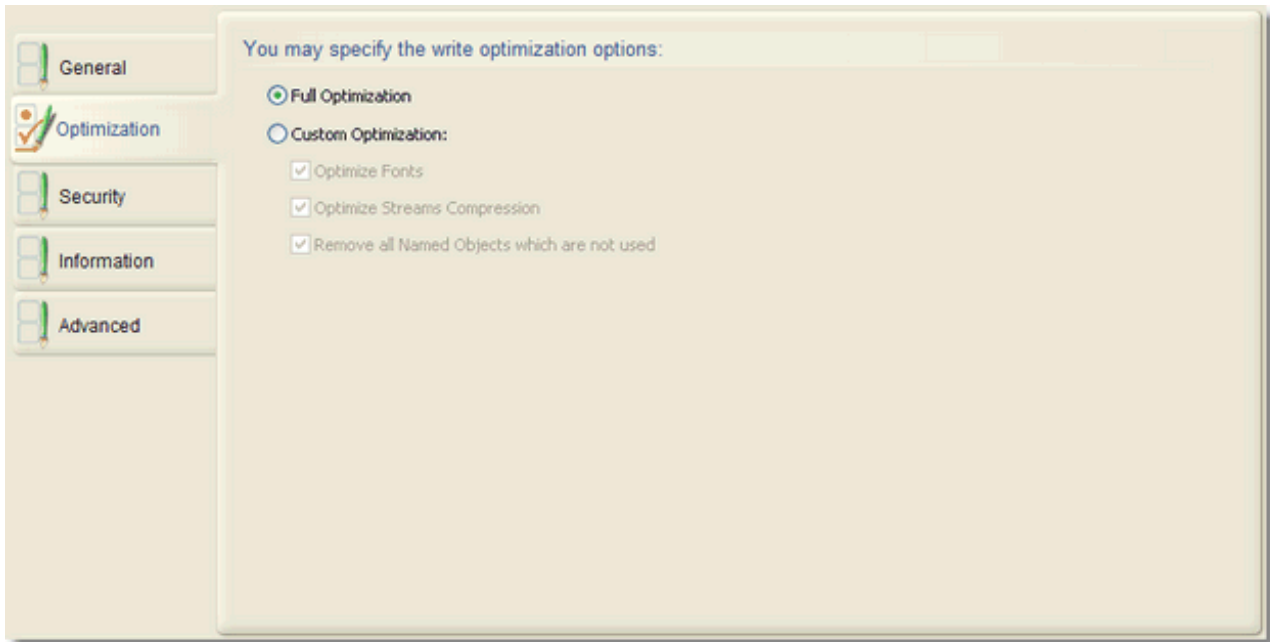 General
Optimization
Security
Information
Advanced
You may specify the write optimization options:
Full Optimization
Custom Optimization:
Optimize Fonts
Optimize Streams Compression
Remove all Named Objects which are not used